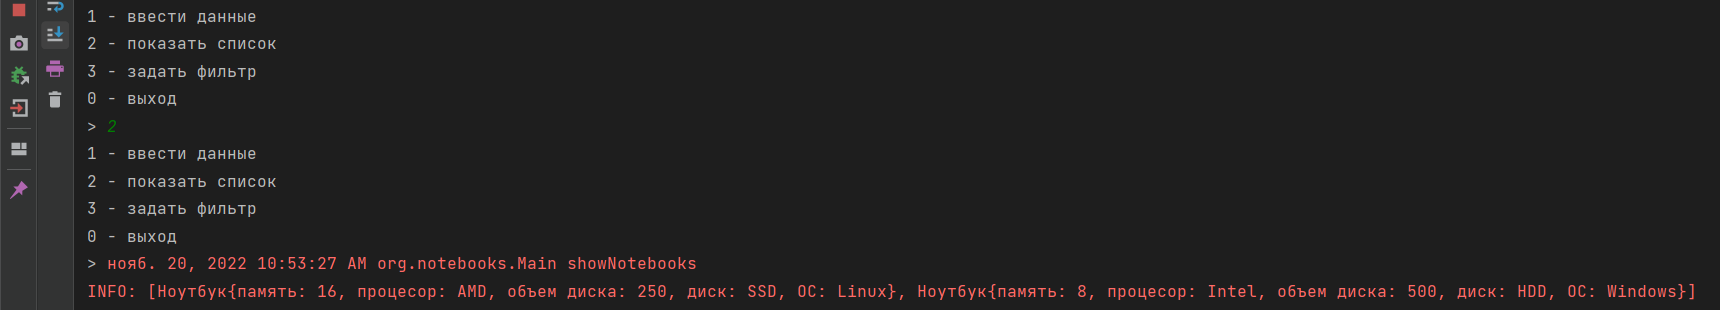 1 - ввести данные
2 - показать список
3 - задать фильтр
0 - выход
> 2
1 - ввести данные
2 - показать список
3 - задать фильтр
0 - выход
> нояб. 20, 2022 10:53:27 AM org.notebooks.Main showNotebooks
INFO: [Ноутбук{память: 16, процесор: AMD, объем диска: 250, диск: SSD, ОС: Linux}, Ноутбук{память: 8, процесор: Intel, объем диска: 500, диск: HDD, ОС: Windows}]